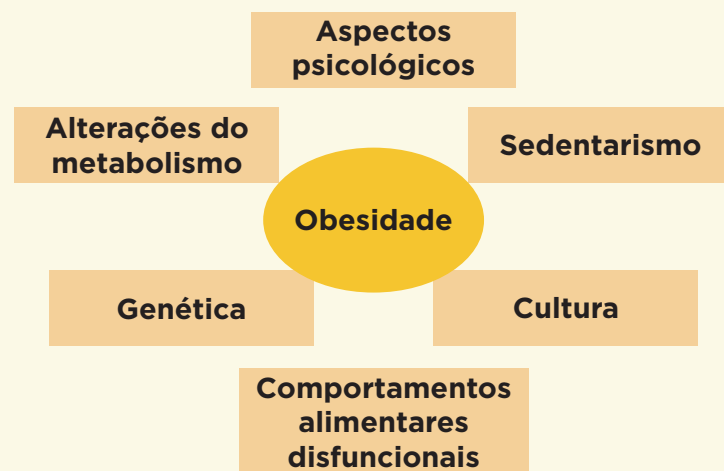 Aspectos
psicológicos
Alterações do
metabolismo
Sedentarismo
Obesidade
Genética
Cultura
Comportamentos
alimentares
disfuncionais